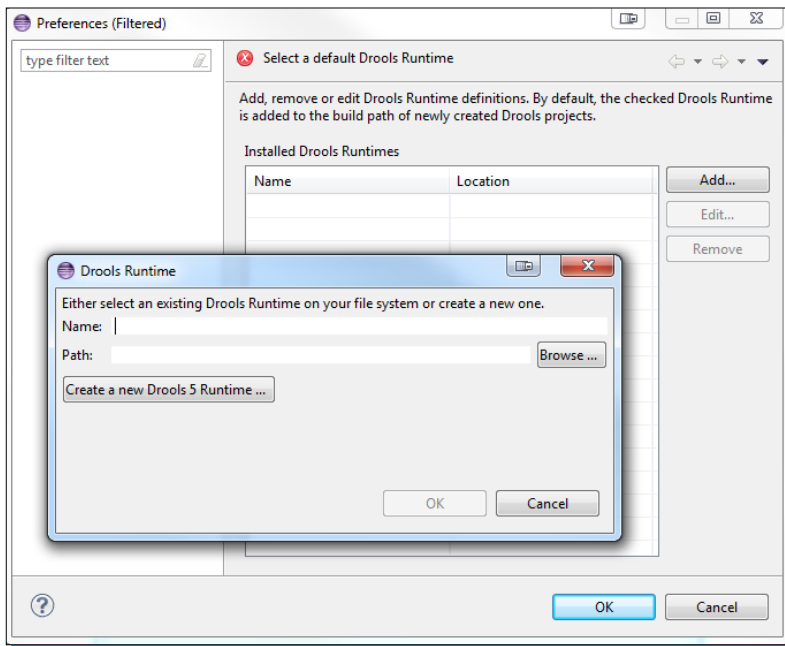 Preferences (Filtered)
type filter text
Select a default Drools Runtime
Add, remove or edit Drools Runtime definitions. By default, the checked Drools Runtime
is added to the build path of newly created Drools projects.
Installed Drools Runtimes
Name Location
Add...
Edit...
Remove
Drools Runtime
Either select an existing Drools Runtime on your file system or create a new one.
Name:
Path: Browse ...
Create a new Drools 5 Runtime ...
OK Cancel
OK Cancel